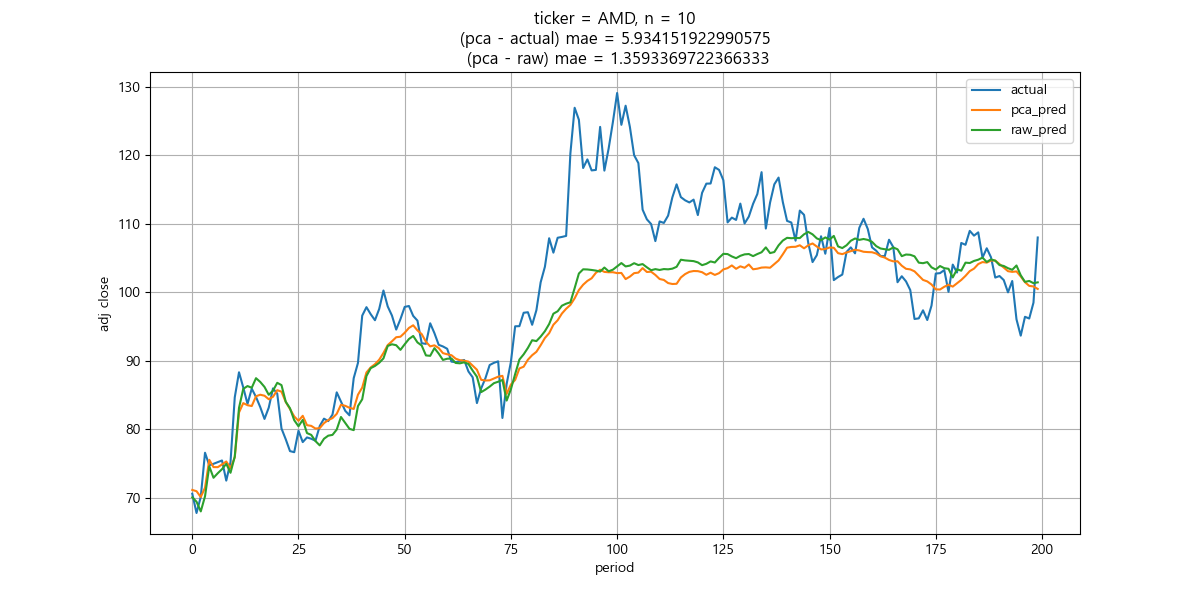 ticker = AMD, n = 10
(pca - actual) mae = 5.934151922990575
(pca - raw) mae = 1.3593369722366333
actual
pca_pred
raw_pred
130
120
110
100
90
80
70
adj close
0
25
50
75
100
125
150
175
200
period